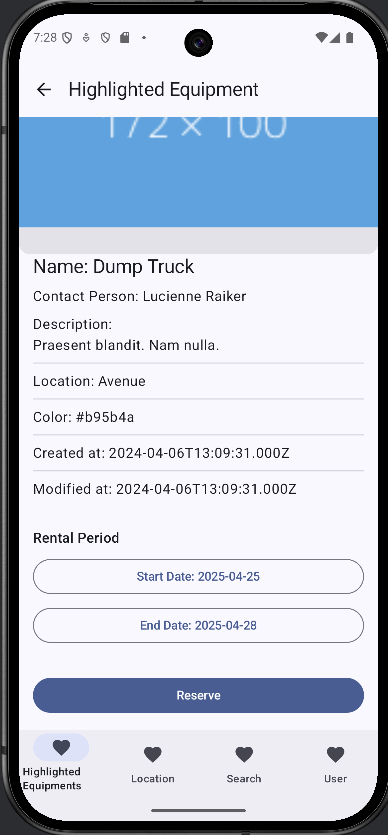 7:28
Highlighted Equipment
172 × 100
Name: Dump Truck
Contact Person: Lucienne Raiker
Description:
Praesent blandit. Nam nulla.
Location: Avenue
Color: #b95b4a
Created at: 2024-04-06T13:09:31.000Z
Modified at: 2024-04-06T13:09:31.000Z
Rental Period
Start Date: 2025-04-25
End Date: 2025-04-28
Reserve
Highlighted
Equipments
Location
Search
User